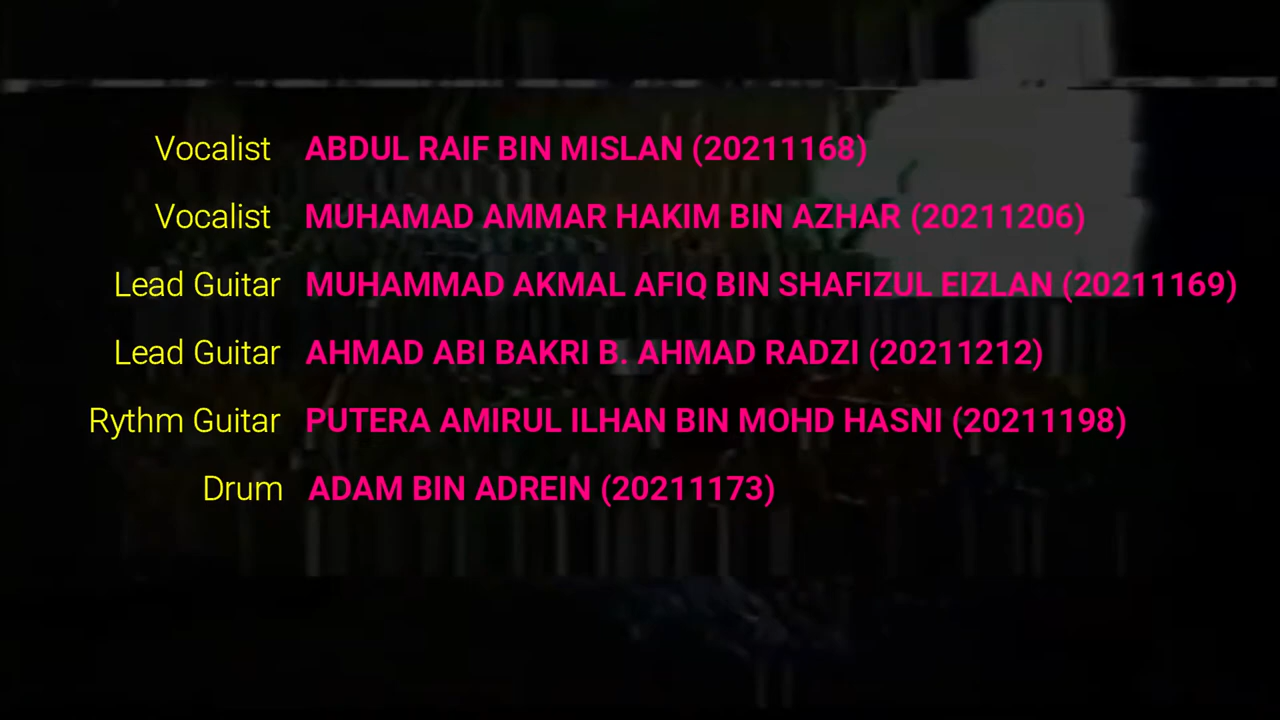 Vocalist ABDUL RAIF BIN MISLAN (20211168)
Vocalist MUHAMAD AMMAR HAKIM BIN AZHAR (20211206)
Lead Guitar MUHAMMAD AKMAL AFIQ BIN SHAFIZUL EIZLAN (20211169)
Lead Guitar AHMAD ABI BAKRI B. AHMAD RADZI (20211212)
Rythm Guitar PUTERA AMIRUL ILHAN BIN MOHD HASNI (20211198)
Drum ADAM BIN ADREIN (20211173)